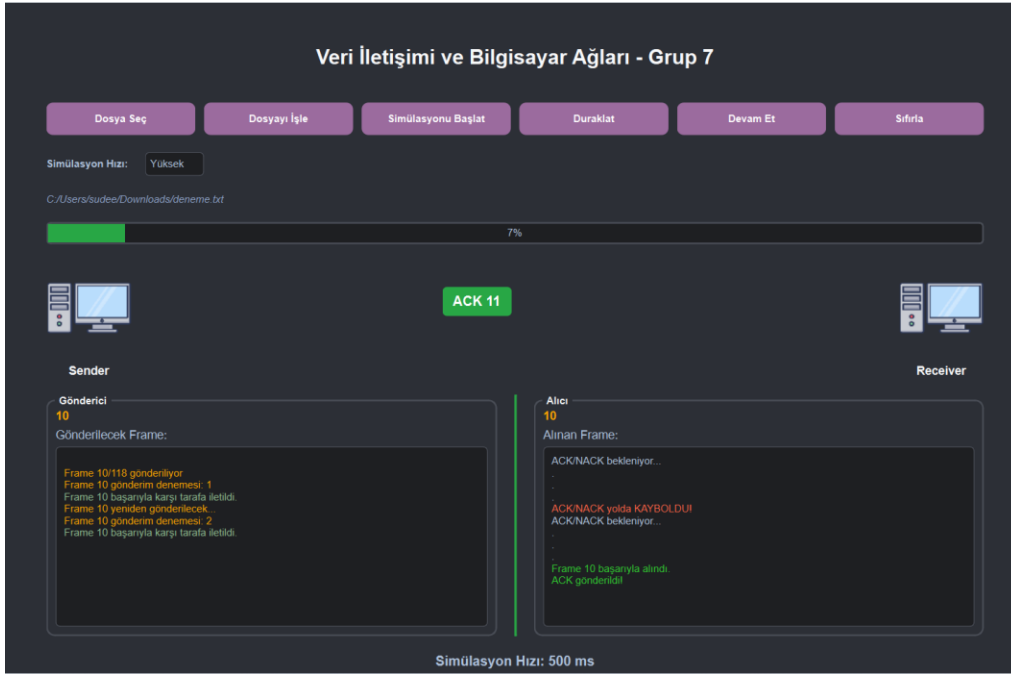 Veri İletişimi ve Bilgisayar Ağları - Grup 7
Dosya Seç
Dosyayı İşle
Simülasyonu Başlat
Duraklat
Devam Et
Sıfırla
Simülasyon Hızı: Yüksek
C:/Users/sudee/Downloads/deneme.txt
7%
ACK 11
Sender
Receiver
Gönderici
10
Gönderilecek Frame:
Frame 10/118 gönderiliyor
Frame 10 gönderim denemesi: 1
Frame 10 başarıyla karşı tarafa iletildi.
Frame 10 yeniden gönderilecek...
Frame 10 gönderim denemesi: 2
Frame 10 başarıyla karşı tarafa iletildi.
Alıcı
10
Alınan Frame:
ACK/NACK bekleniyor...
.
.
.
ACK/NACK yolda KAYBOLDU!
ACK/NACK bekleniyor...
.
.
.
Frame 10 başarıyla alındı.
ACK gönderildi!
Simülasyon Hızı: 500 ms